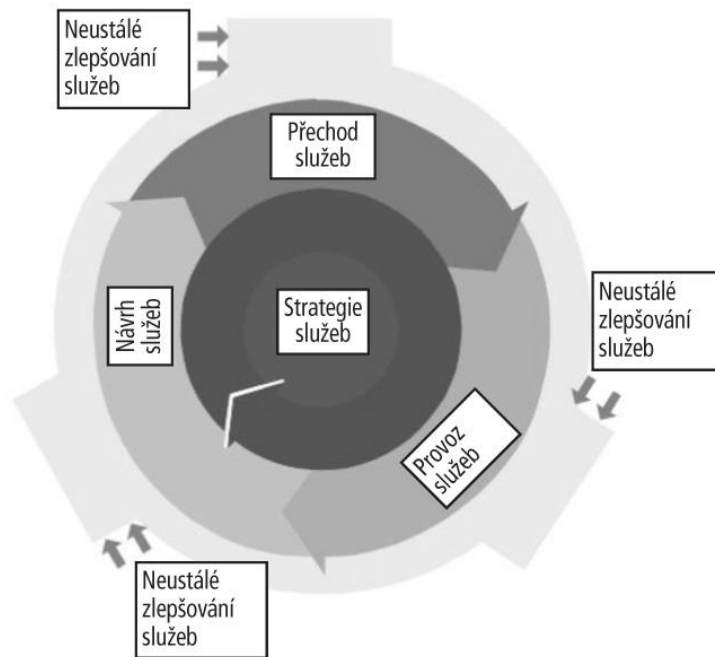 Neustálé
zlepšování
služeb
Přechod
služeb
Návrh
služeb
Strategie
služeb
Neustálé
zlepšování
služeb
Provoz
služeb
Neustálé
zlepšování
služeb